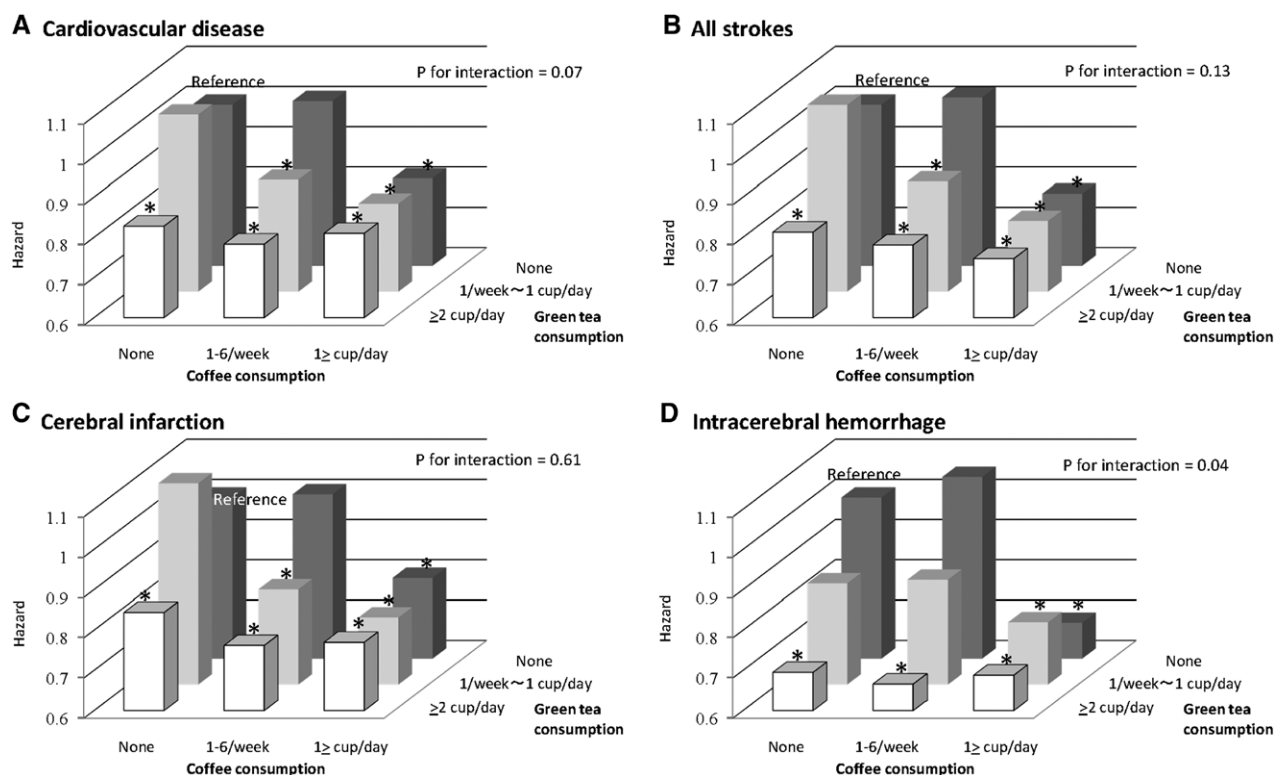 A Cardiovascular disease
P for interaction = 0.07
Reference
1.1
1
0.9
0.8
0.7
0.6
Hazard
* * *
* * *
*
None
1/week～1 cup/day
≥2 cup/day
Green tea
consumption
None 1-6/week 1≥ cup/day
Coffee consumption
B All strokes
P for interaction = 0.13
Reference
1.1
1
0.9
0.8
0.7
0.6
Hazard
* * *
* * *
*
None
1/week～1 cup/day
≥2 cup/day
Green tea
consumption
None 1-6/week 1≥ cup/day
Coffee consumption
C Cerebral infarction
P for interaction = 0.61
Reference
1.1
1
0.9
0.8
0.7
0.6
Hazard
* * *
* * *
*
None
1/week～1 cup/day
≥2 cup/day
Green tea
consumption
None 1-6/week 1≥ cup/day
Coffee consumption
D Intracerebral hemorrhage
P for interaction = 0.04
Reference
1.1
1
0.9
0.8
0.7
0.6
Hazard
* *
* * *
None
1/week～1 cup/day
≥2 cup/day
Green tea
consumption
None 1-6/week 1≥ cup/day
Coffee consumption